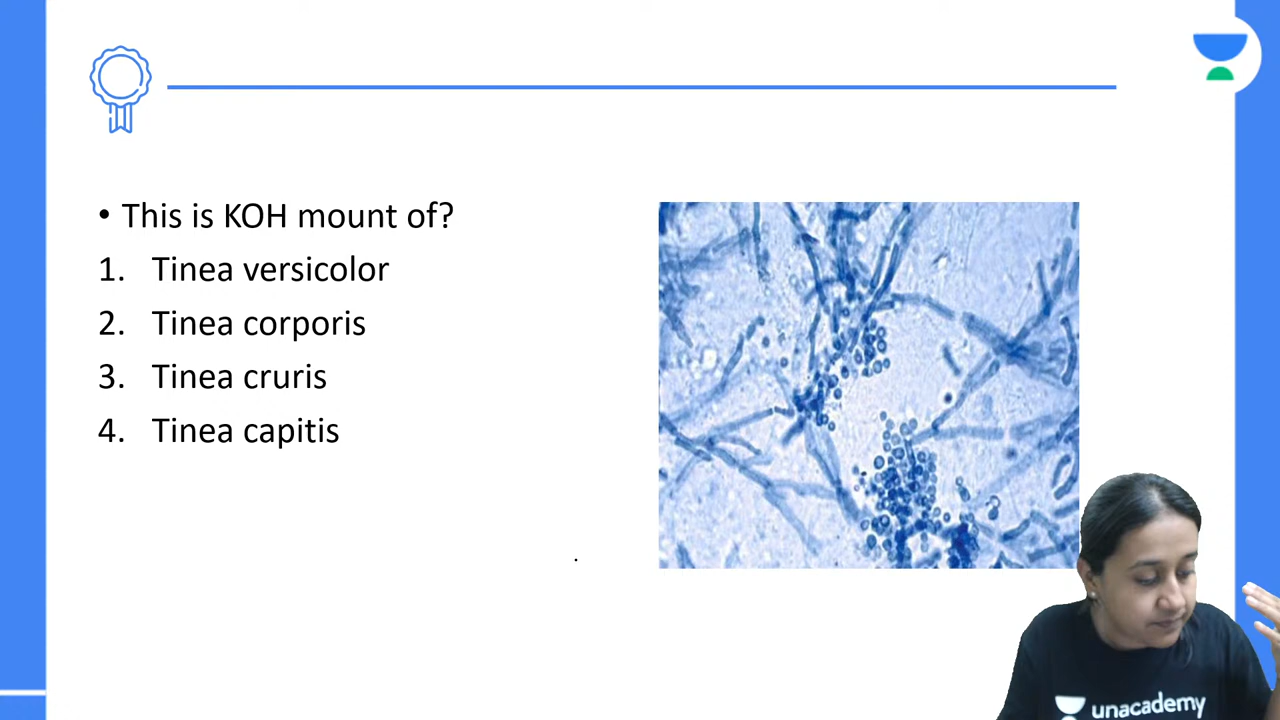 • This is KOH mount of?
1. Tinea versicolor
2. Tinea corporis
3. Tinea cruris
4. Tinea capitis
unacademy